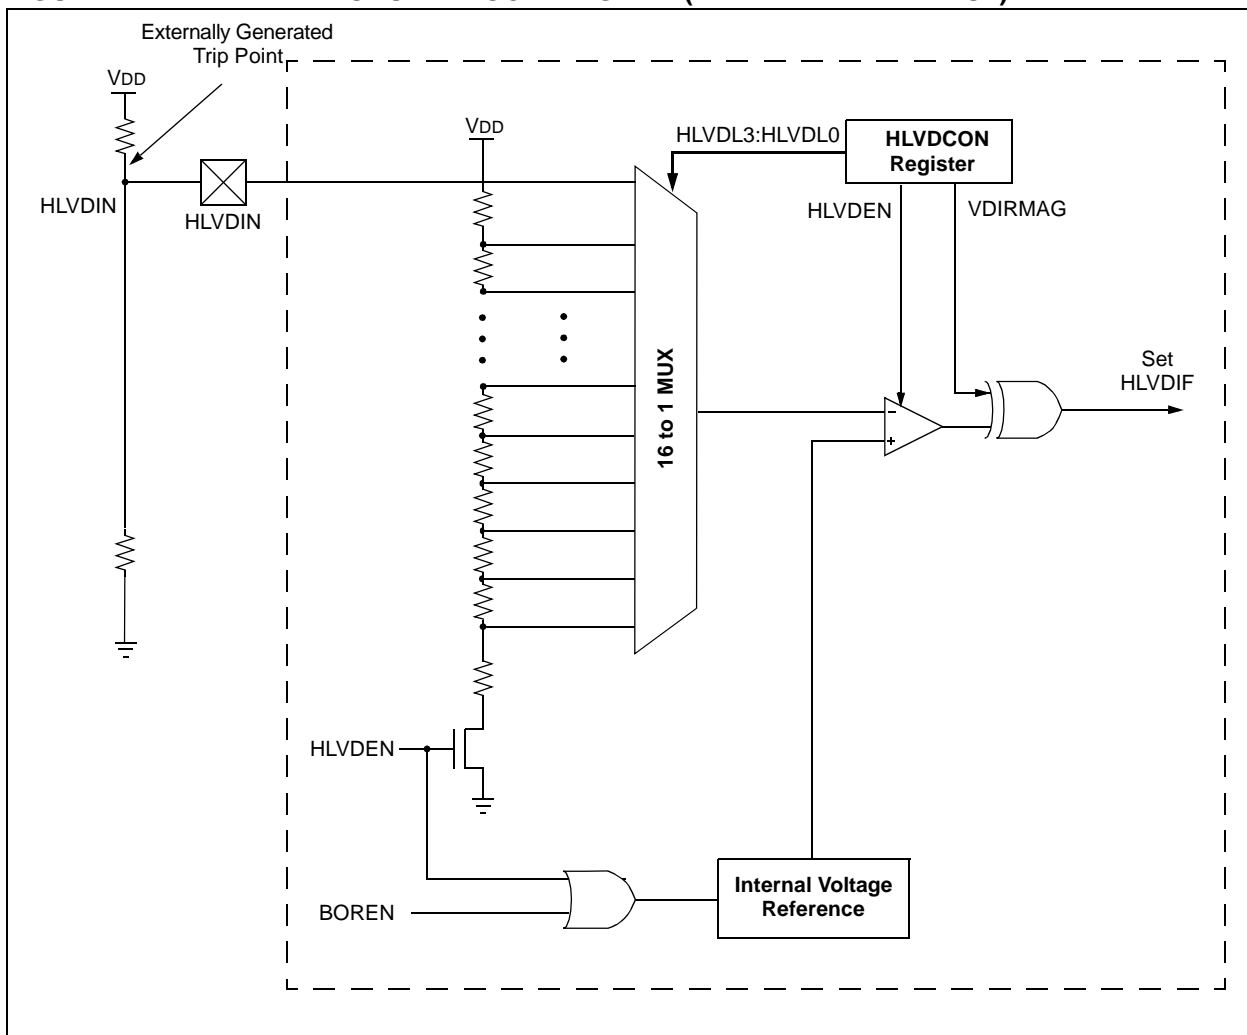 Externally Generated
Trip Point
VDD
VDD
HLVDL3:HLVDL0
HLVDCON
Register
HLVDIN
HLVDIN
HLVDEN
VDIRMAG
16 to 1 MUX
Set
HLVDIF
–
+
HLVDEN
BOREN
Internal Voltage
Reference